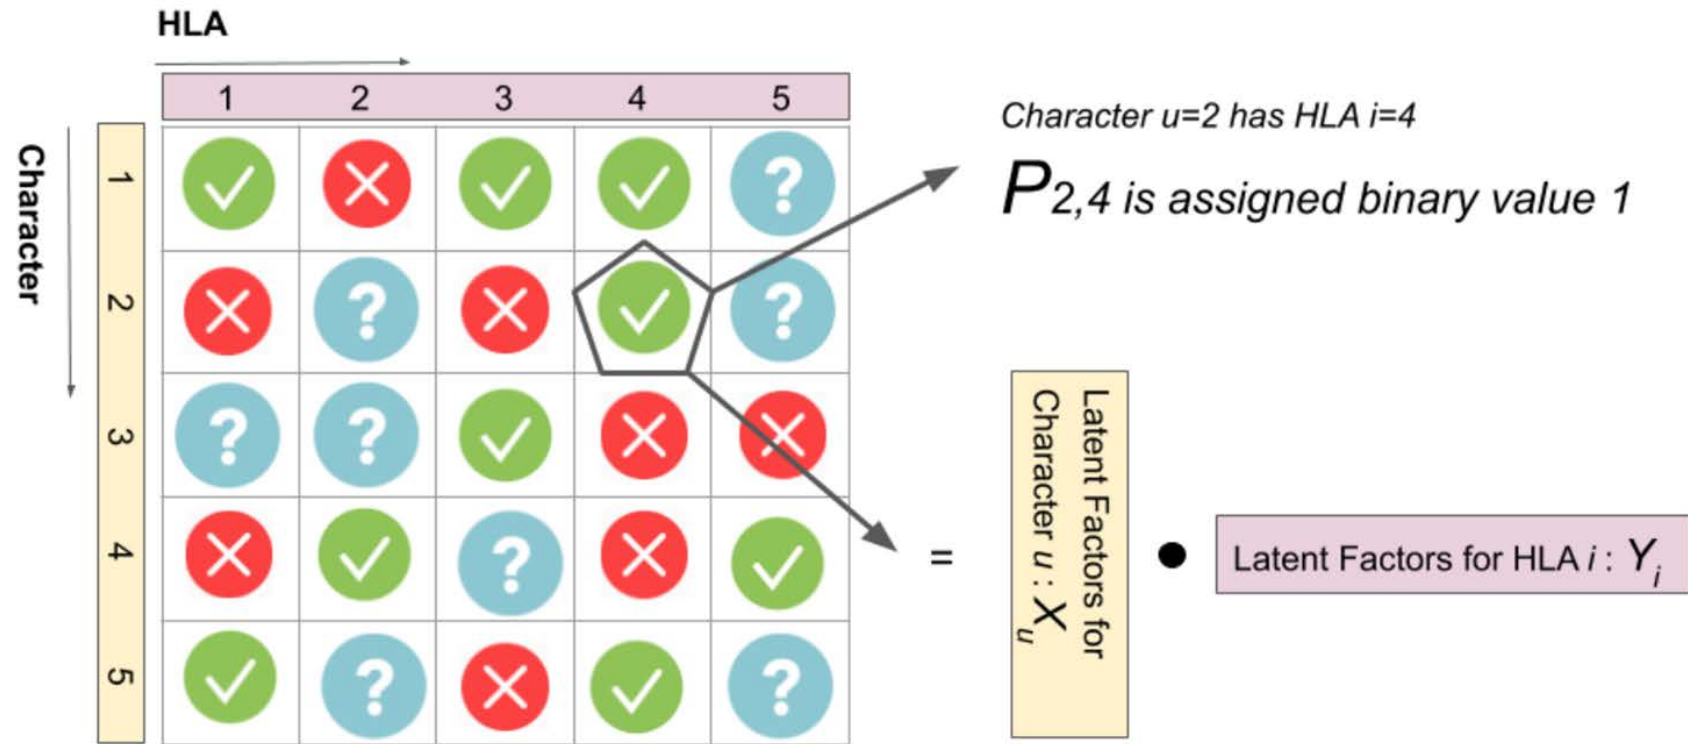 HLA
1 2 3 4 5
Character
1
2
3
4
5
Character u=2 has HLA i=4
P2,4 is assigned binary value 1
=
Latent Factors for
Character u : Xu
Latent Factors for HLA i : Yi